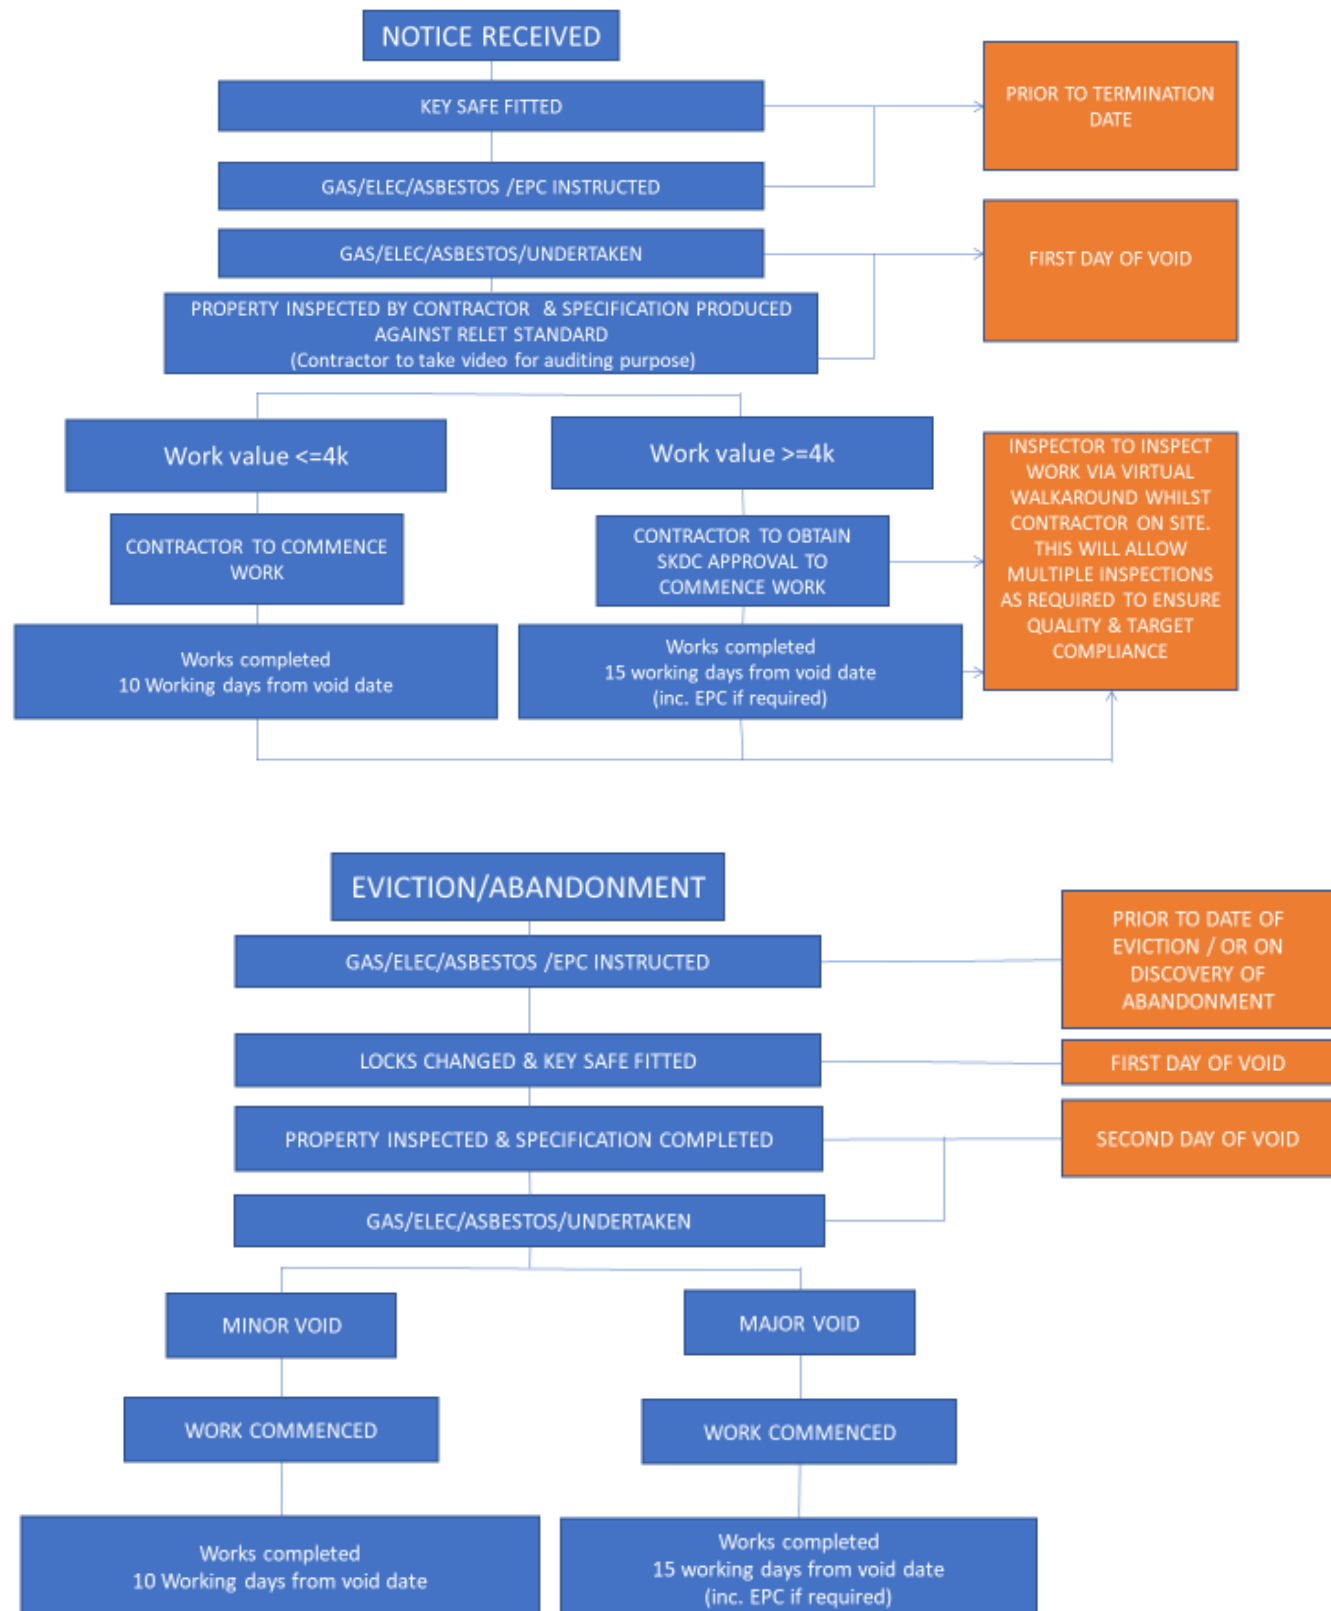 NOTICE RECEIVED
KEY SAFE FITTED
PRIOR TO TERMINATION
DATE
GAS/ELEC/ASBESTOS /EPC INSTRUCTED
GAS/ELEC/ASBESTOS/UNDERTAKEN
FIRST DAY OF VOID
PROPERTY INSPECTED BY CONTRACTOR & SPECIFICATION PRODUCED
AGAINST RELET STANDARD
(Contractor to take video for auditing purpose)
Work value <=4k
Work value >=4k
CONTRACTOR TO COMMENCE
WORK
CONTRACTOR TO OBTAIN
SKDC APPROVAL TO
COMMENCE WORK
INSPECTOR TO INSPECT
WORK VIA VIRTUAL
WALKAROUND WHILST
CONTRACTOR ON SITE.
THIS WILL ALLOW
MULTIPLE INSPECTIONS
AS REQUIRED TO ENSURE
QUALITY & TARGET
COMPLIANCE
Works completed
10 Working days from void date
Works completed
15 working days from void date
(inc. EPC if required)
EVICTION/ABANDONMENT
GAS/ELEC/ASBESTOS /EPC INSTRUCTED
PRIOR TO DATE OF
EVICTION / OR ON
DISCOVERY OF
ABANDONMENT
LOCKS CHANGED & KEY SAFE FITTED
FIRST DAY OF VOID
PROPERTY INSPECTED & SPECIFICATION COMPLETED
SECOND DAY OF VOID
GAS/ELEC/ASBESTOS/UNDERTAKEN
MINOR VOID
MAJOR VOID
WORK COMMENCED
WORK COMMENCED
Works completed
10 Working days from void date
Works completed
15 working days from void date
(inc. EPC if required)